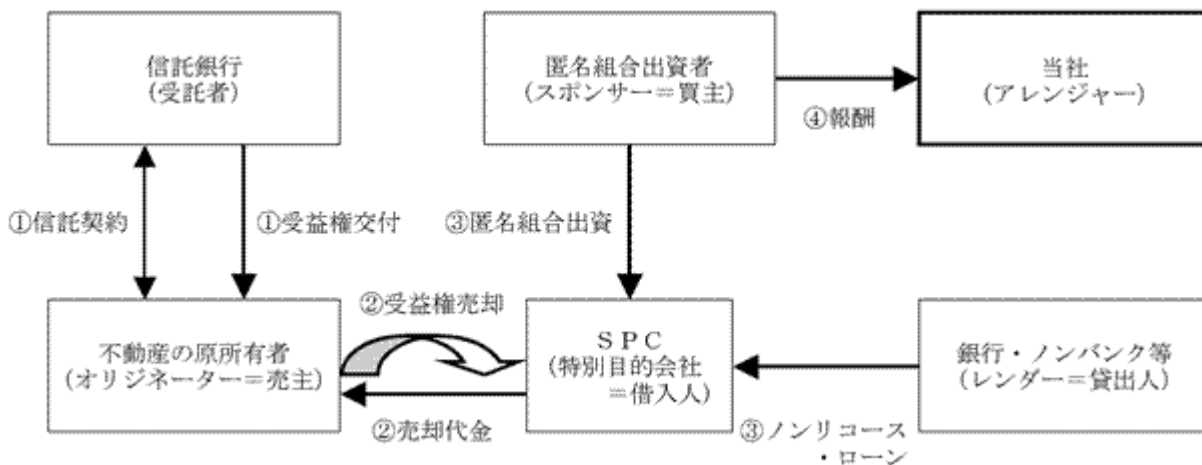 信託銀行
(受託者)
匿名組合出資者
(スポンサー＝買主)
当社
(アレンジャー)
④報酬
①信託契約
①受益権交付
③匿名組合出資
②受益権売却
不動産の原所有者
(オリジネーター＝売主)
ＳＰＣ
(特別目的会社
＝借入人)
銀行・ノンバンク等
(レンダー＝貸出人)
②売却代金
③ノンリコース
・ローン